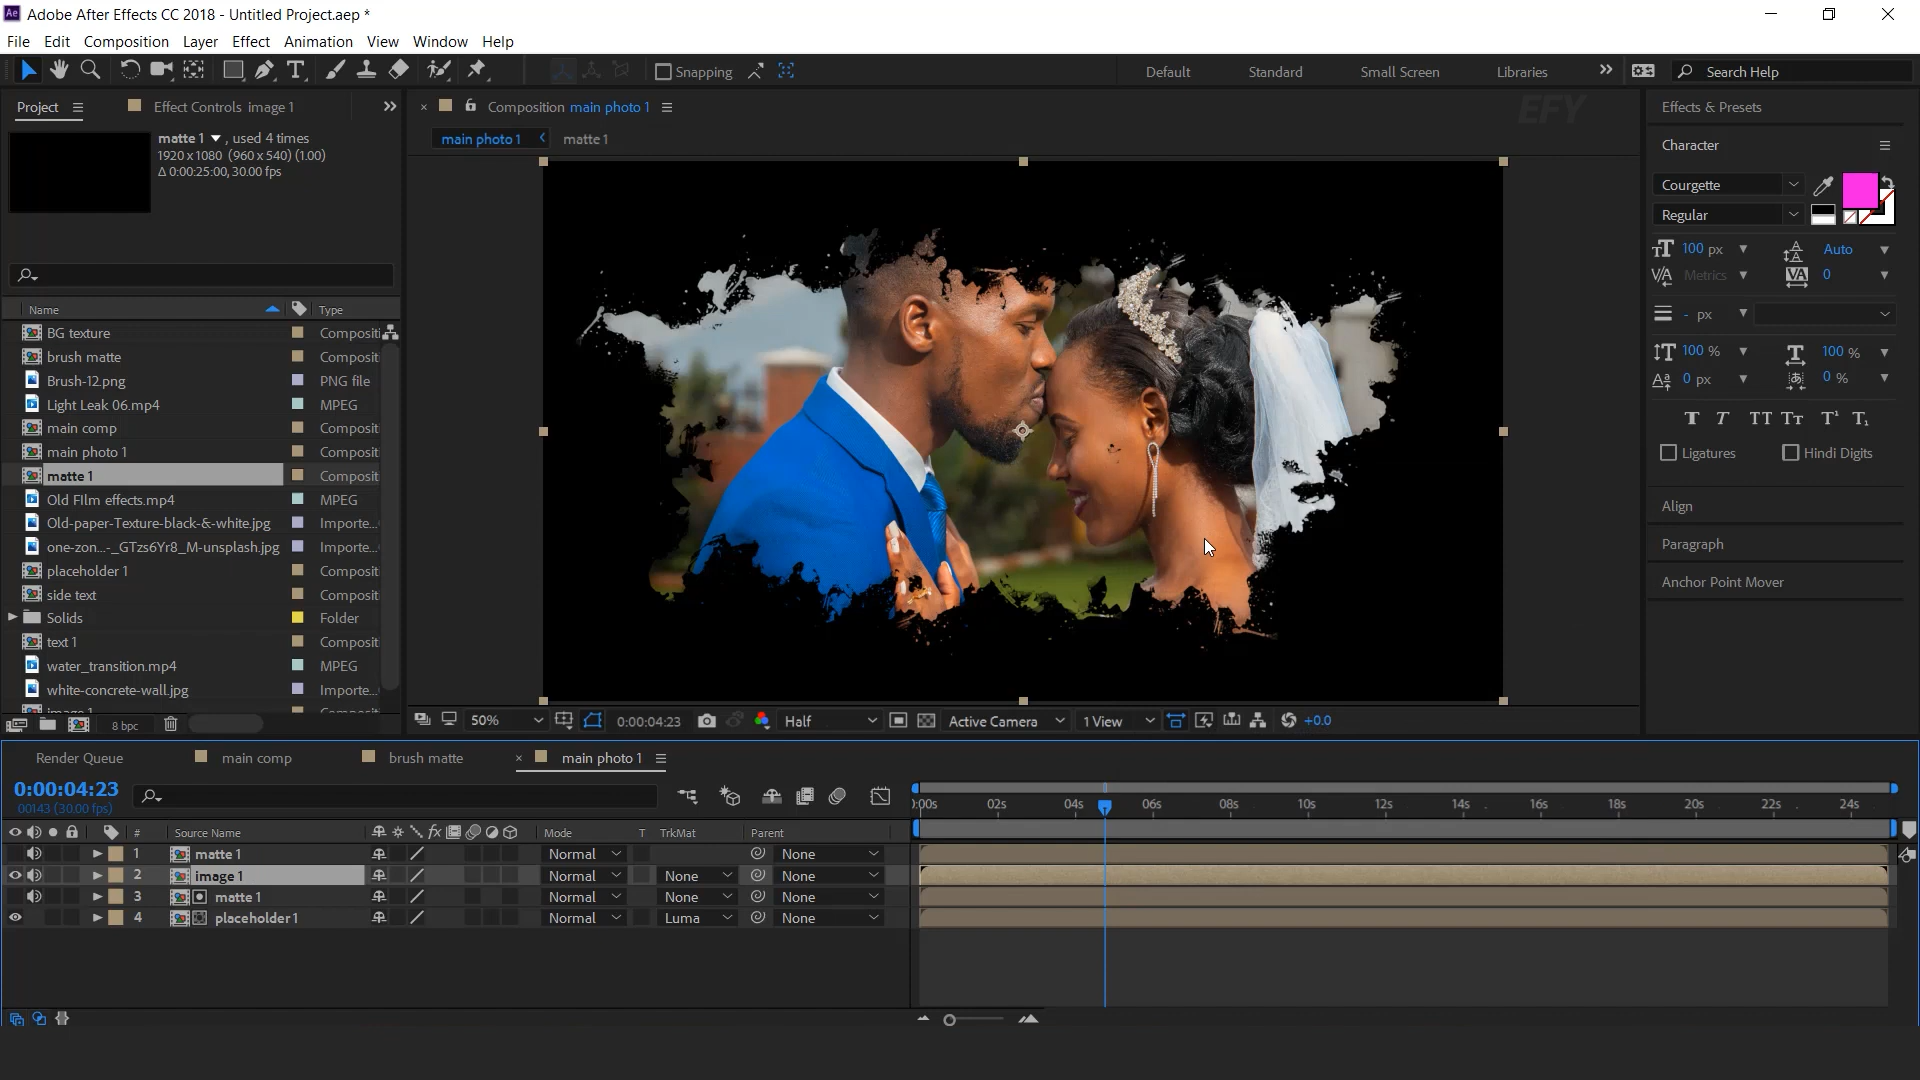 Adobe After Effects CC 2018 - Untitled Project.aep *
File Edit Composition Layer Effect Animation View Window Help
Snapping
Default Standard Small Screen Libraries Search Help
Project Effect Controls image 1
Composition main photo 1
EFY
Effects & Presets
matte 1 , used 4 times
1920 x 1080 (960 x 540) (1.00)
Δ 0:00:25:00, 30.00 fps
main photo 1 matte 1
Character
Courgette
Regular
100 px Auto
Metrics 0
- px
100 % 100 %
0 px 0 %
Ligatures Hindi Digits
Align
Paragraph
Anchor Point Mover
Name Type
BG texture Composit
brush matte Composit
Brush-12.png PNG file
Light Leak 06.mp4 MPEG
main comp Composit
main photo 1 Composit
matte 1 Composit
Old FIlm effects.mp4 MPEG
Old-paper-Texture-black-&-white.jpg Importe...
one-zon...-_GTzs6Yr8_M-unsplash.jpg Importe...
placeholder 1 Composit
side text Composit
Solids Folder
text 1 Composit
water_transition.mp4 MPEG
white-concrete-wall.jpg Importe...
8 bpc
50% 0:00:04:23 Half Active Camera 1 View +0.0
Render Queue main comp brush matte main photo 1
0:00:04:23
00143 (30.00 fps)
):00s 02s 04s 06s 08s 10s 12s 14s 16s 18s 20s 22s 24s
# Source Name Mode T TrkMat Parent
1 matte 1 Normal None
2 image 1 Normal None None
3 matte 1 Normal None None
4 placeholder 1 Normal Luma None